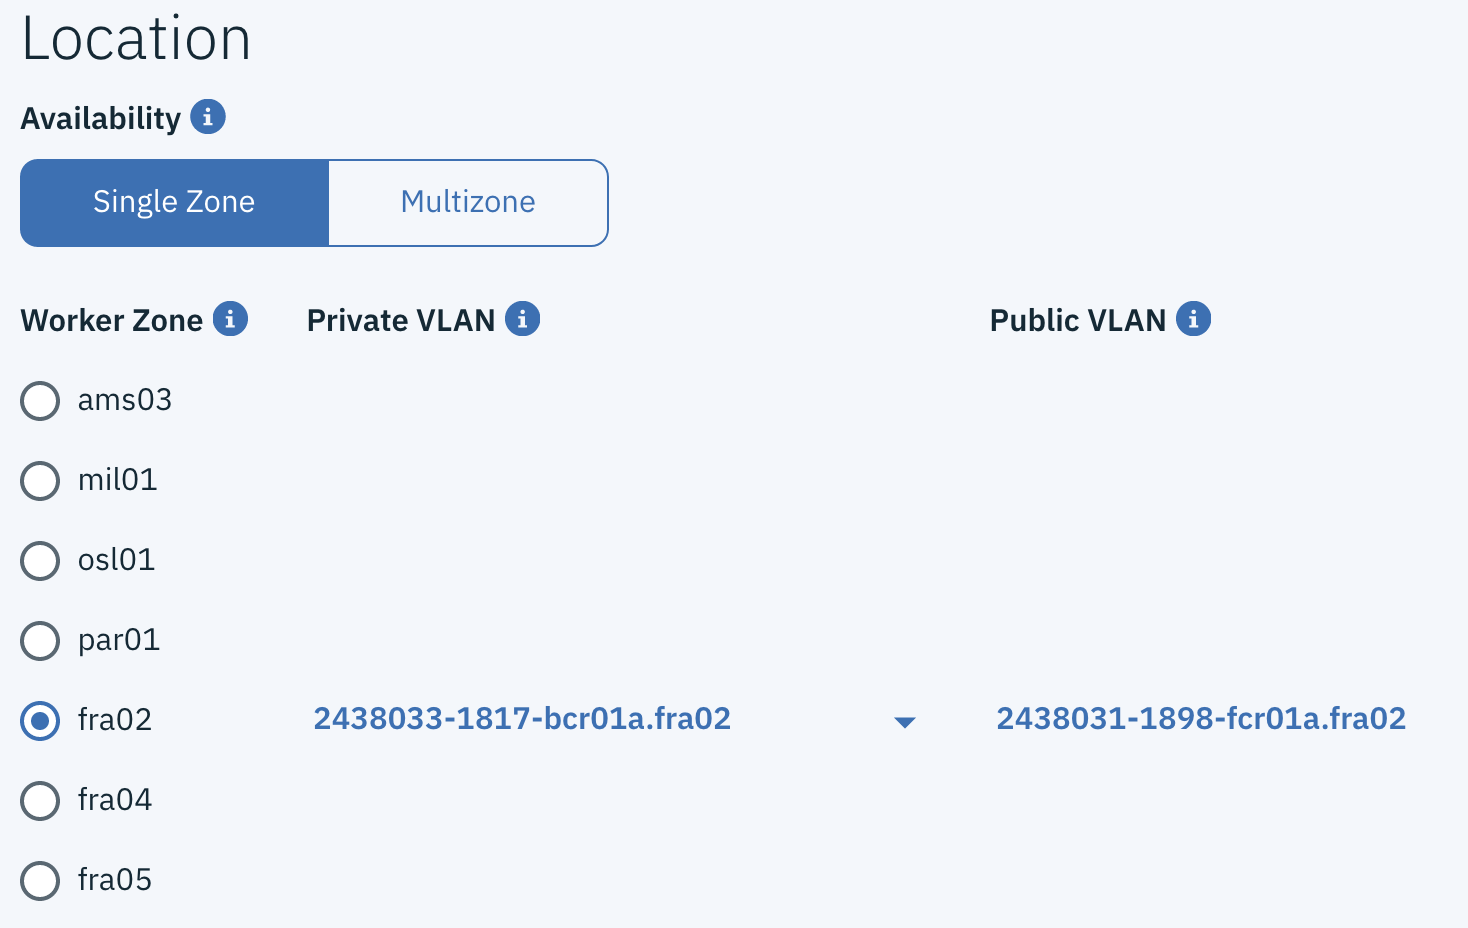 Location
Availability
Single Zone Multizone
Worker Zone Private VLAN Public VLAN
ams03
mil01
osl01
par01
fra02 2438033-1817-bcr01a.fra02 2438031-1898-fcr01a.fra02
fra04
fra05